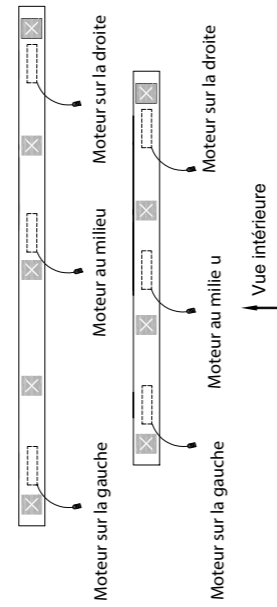 Moteur sur la gauche
Moteur au milieu
Moteur sur la droite
Moteur sur la gauche
Moteur au milie u
Moteur sur la droite
Vue intérieure